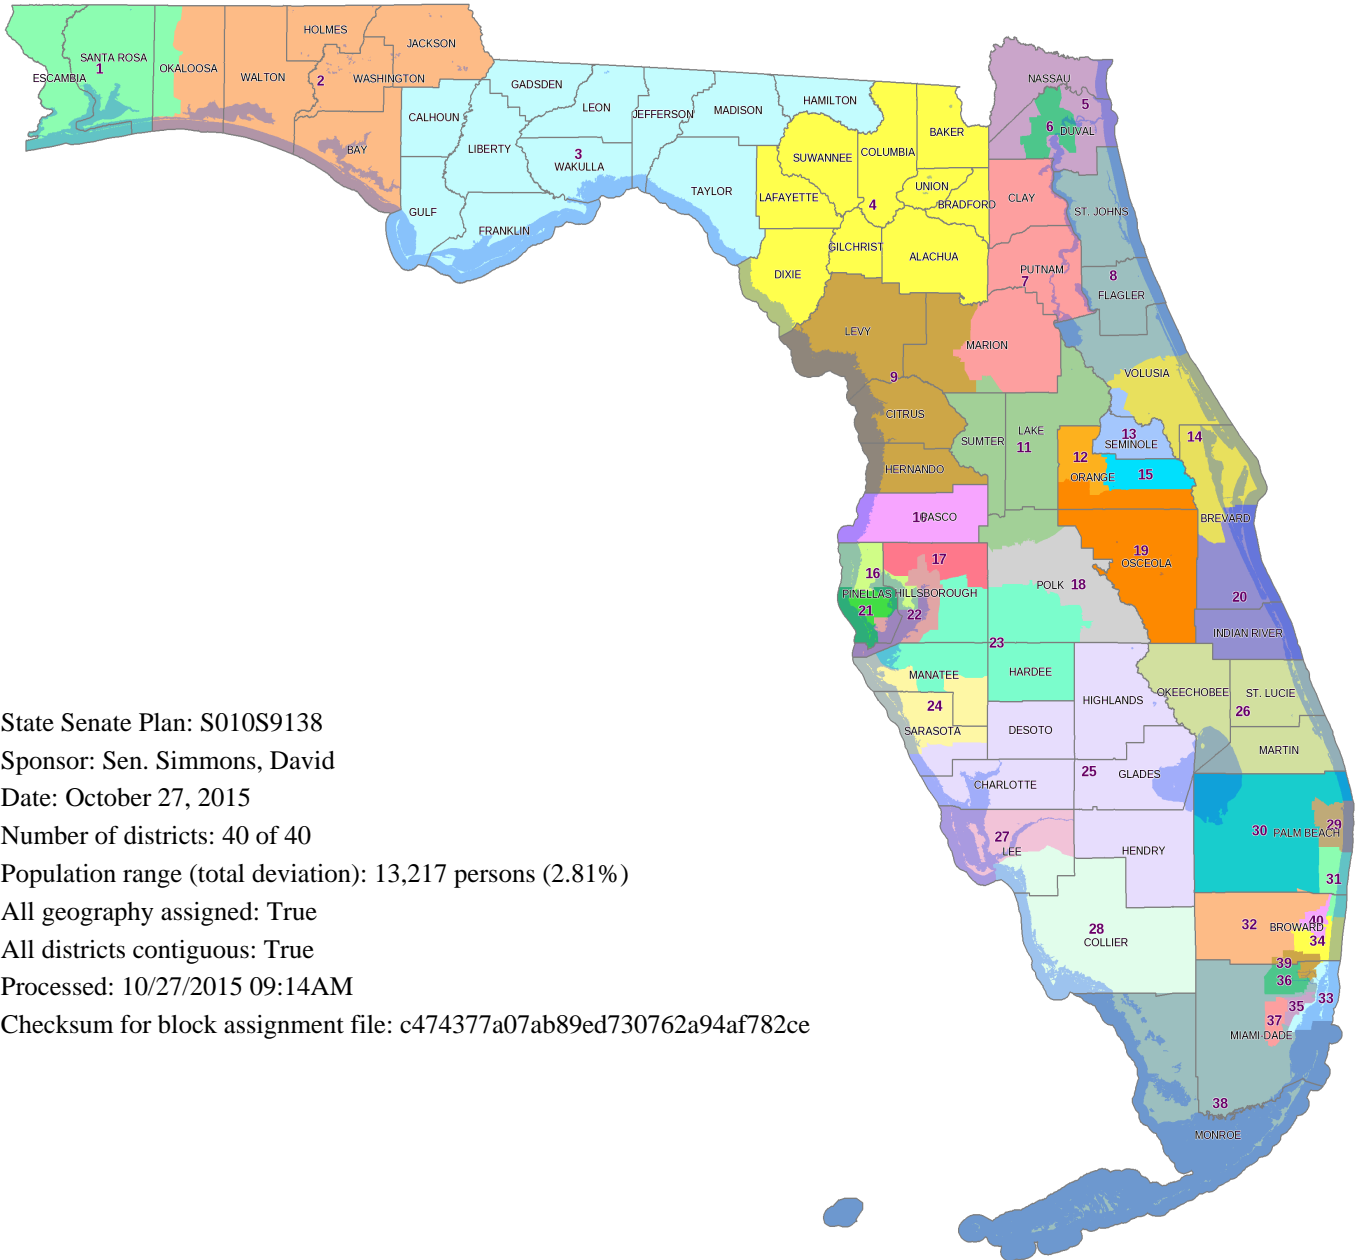 HOLMES
JACKSON
SANTA ROSA
1
OKALOOSA
ESCAMBIA
WALTON
2
WASHINGTON
BAY
GADSDEN
LEON
JEFFERSON
MADISON
HAMILTON
CALHOUN
LIBERTY
3
WAKULLA
TAYLOR
GULF
FRANKLIN
NASSAU
5
6
DUVAL
BAKER
COLUMBIA
SUWANNEE
UNION
LAFAYETTE
4
BRADFORD
CLAY
ST. JOHNS
GILCHRIST
ALACHUA
DIXIE
PUTNAM
7
8
FLAGLER
LEVY
MARION
VOLUSIA
9
CITRUS
SUMTER
LAKE
11
13
SEMINOLE
14
12
ORANGE
15
HERNANDO
10
PASCO
BREVARD
17
16
19
OSCEOLA
POLK
18
PINELLAS
HILLSBOROUGH
21
22
20
INDIAN RIVER
23
MANATEE
HARDEE
HIGHLANDS
OKEECHOBEE
ST. LUCIE
26
24
SARASOTA
DESOTO
MARTIN
25
GLADES
CHARLOTTE
27
LEE
HENDRY
30
PALM BEACH
29
31
28
COLLIER
32
BROWARD
40
34
39
36
33
35
37
MIAMI-DADE
38
MONROE
State Senate Plan: S010S9138
Sponsor: Sen. Simmons, David
Date: October 27, 2015
Number of districts: 40 of 40
Population range (total deviation): 13,217 persons (2.81%)
All geography assigned: True
All districts contiguous: True
Processed: 10/27/2015 09:14AM
Checksum for block assignment file: c474377a07ab89ed730762a94af782ce